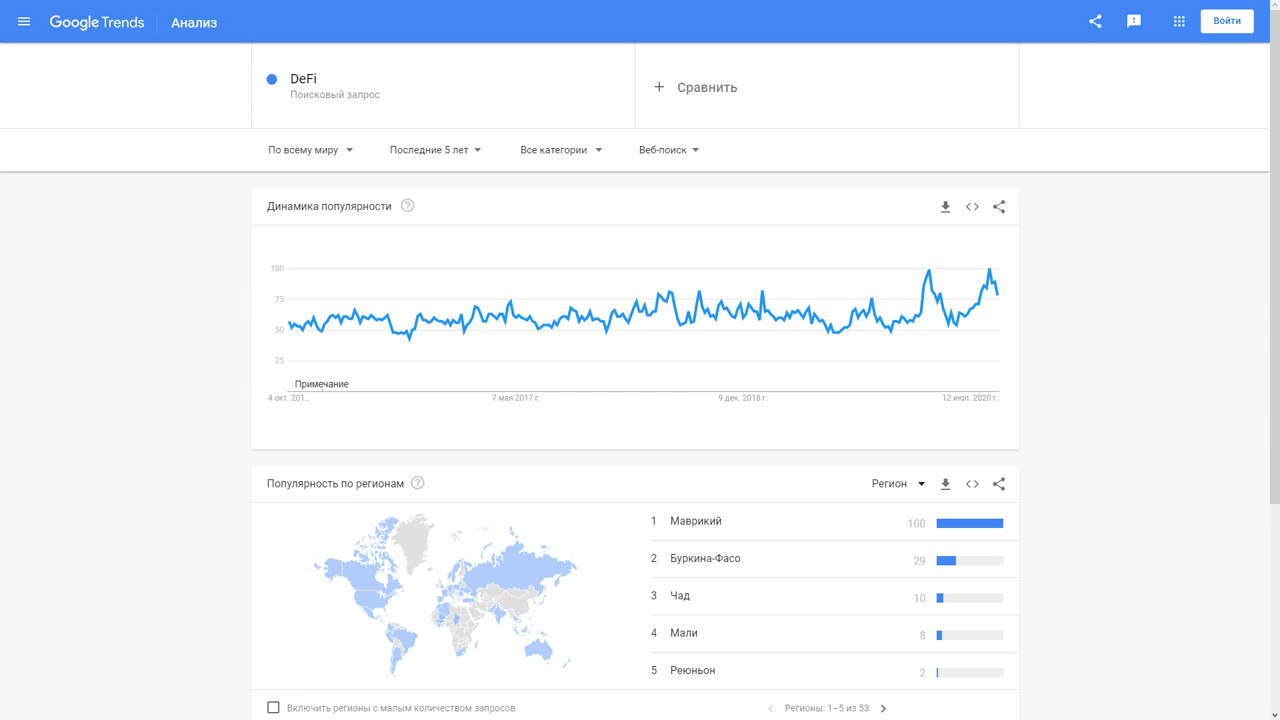 Google Trends Анализ Войти
DeFi
Поисковый запрос
+ Сравнить
По всему миру Последние 5 лет Все категории Веб-поиск
Динамика популярности ?
100
75
50
25
Примечание
4 окт. 201… 7 мая 2017 г. 9 дек. 2018 г. 12 июл. 2020 г.
Популярность по регионам ? Регион
1 Маврикий 100
2 Буркина-Фасо 29
3 Чад 10
4 Мали 8
5 Реюньон 2
Включить регионы с малым количеством запросов Регионы: 1–5 из 53